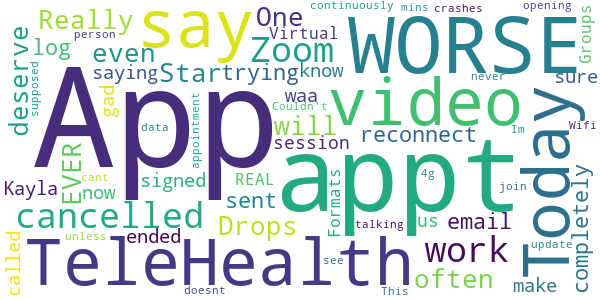 continuously mins crashes opening
person
Really
say
One
Virtual
WORSE
Groups
log
even
Zoom
deserve
supposed
saying
Start
trying
know
sure
App
video
Today
waa
never
gad
Couldn't
will
reconnect
data
appointment
session
Im
Wifi
EVER
appt
Kayla
now
cant
signed
REAL
4g
join
completely
sent
Formats
us
email
update
cancelled
Drops
talking
called
unless
ended
TeleHealth
work
see
often
make
doesnt
This